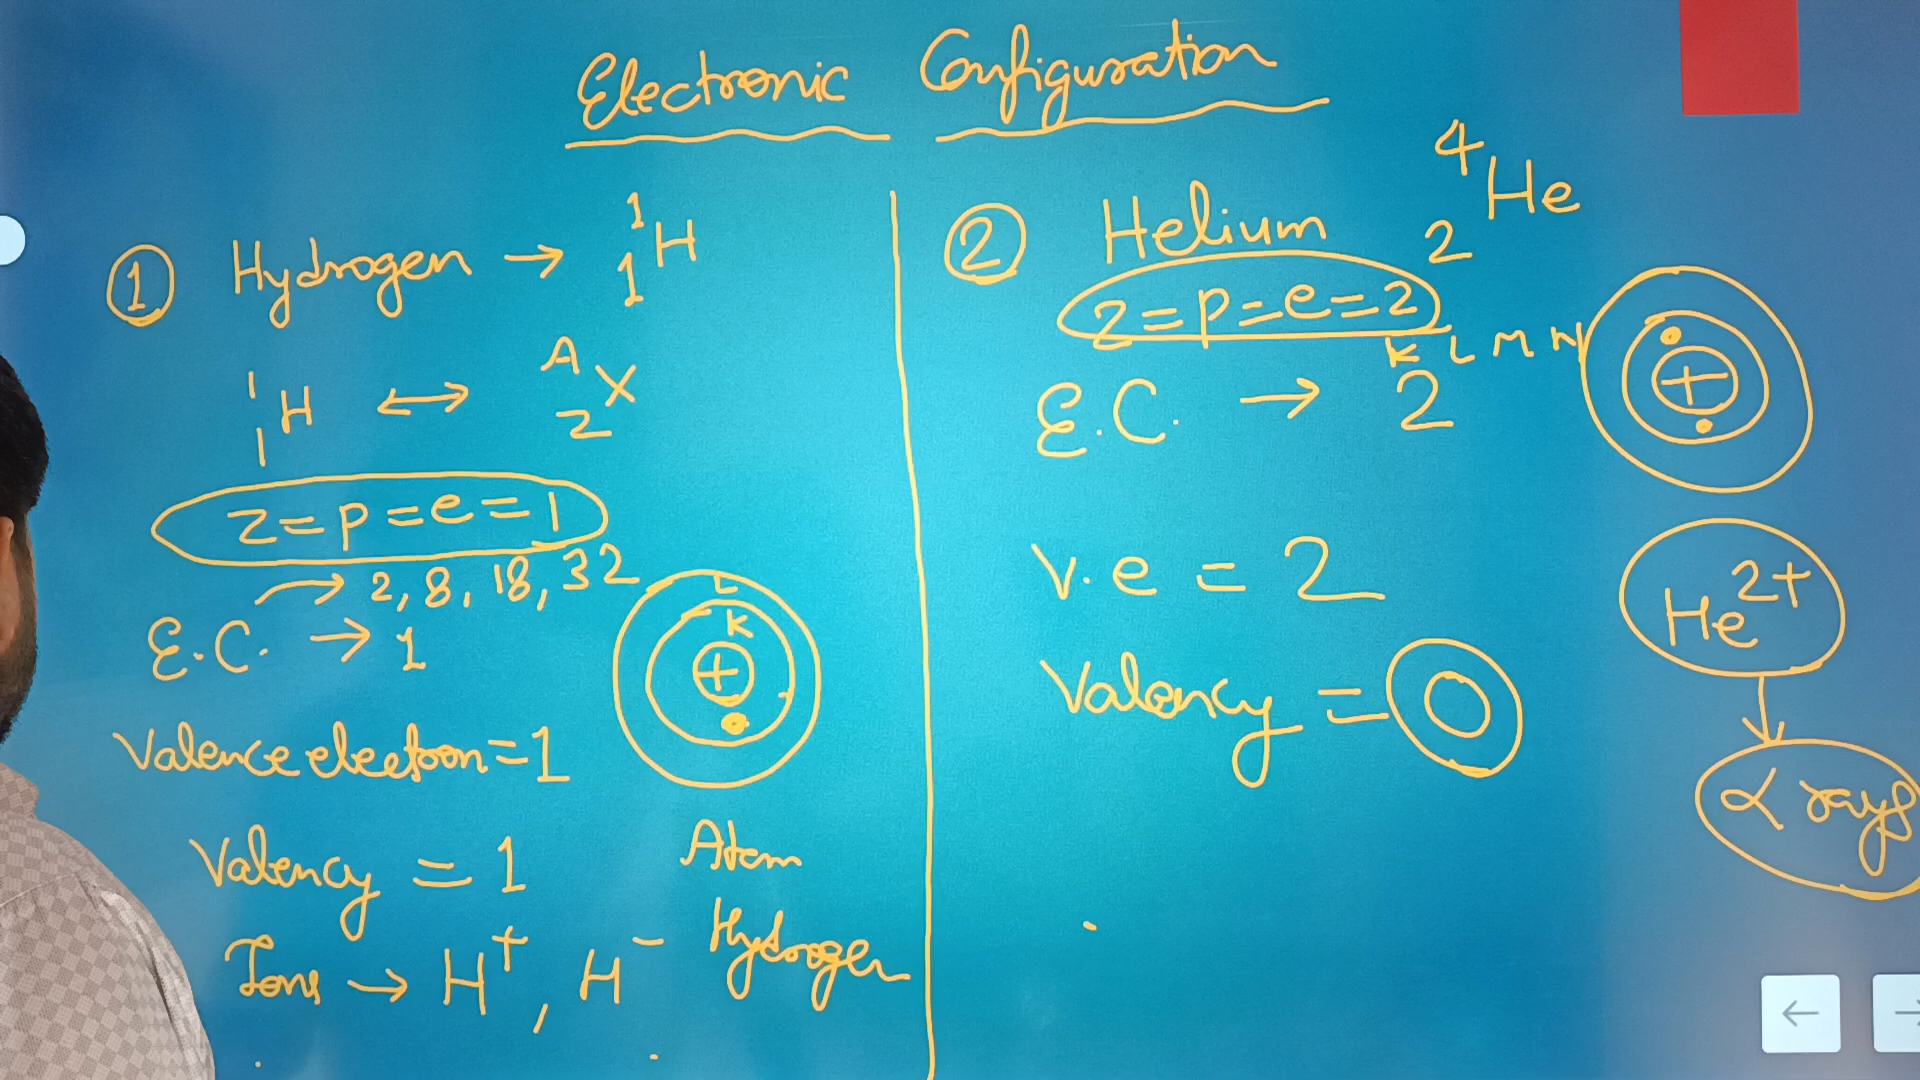 Electronic Configuration
① Hydrogen → ¹₁H
¹₁H ↔ ᴬzX
z = p = e = 1
→ 2, 8, 18, 32
E.C. → 1
L
K
+
Valence electron = 1
Valency = 1
Atom
Hydrogen
Ions → H⁺, H⁻
② Helium ⁴₂He
z = p = e = 2
K L M N
E.C. → 2
+
v.e = 2
He²⁺
Valency = 0
↓
α rays
← →